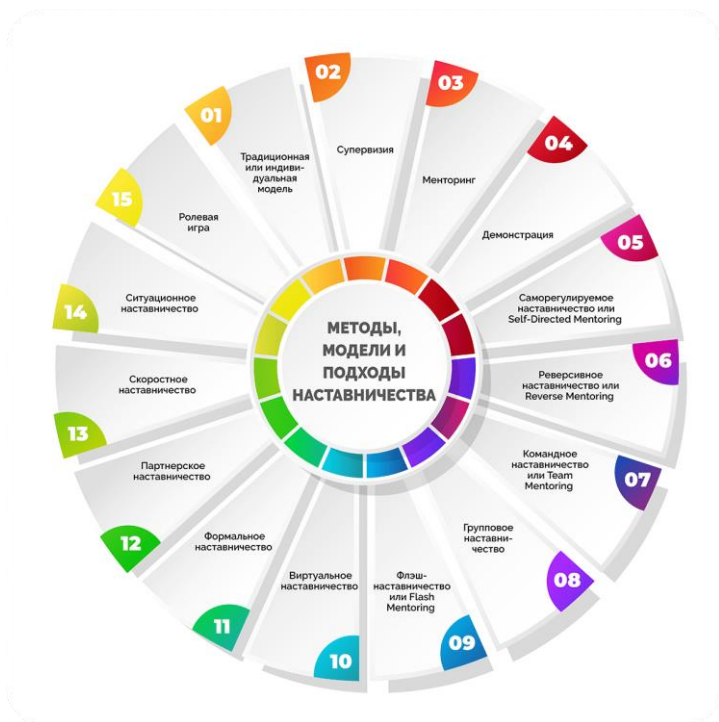 МЕТОДЫ,
МОДЕЛИ И
ПОДХОДЫ
НАСТАВНИЧЕСТВА
01
Традиционная
или индиви-
дуальная
модель
02
Супервизия
03
Менторинг
04
Демонстрация
05
Саморегулируемое
наставничество или
Self-Directed Mentoring
06
Реверсивное
наставничество или
Reverse Mentoring
07
Командное
наставничество
или Team
Mentoring
08
Групповое
наставни-
чество
09
Флэш-
наставничество
или Flash
Mentoring
10
Виртуальное
наставничество
11
Формальное
наставничество
12
Партнерское
наставничество
13
Скоростное
наставничество
14
Ситуационное
наставничество
15
Ролевая
игра